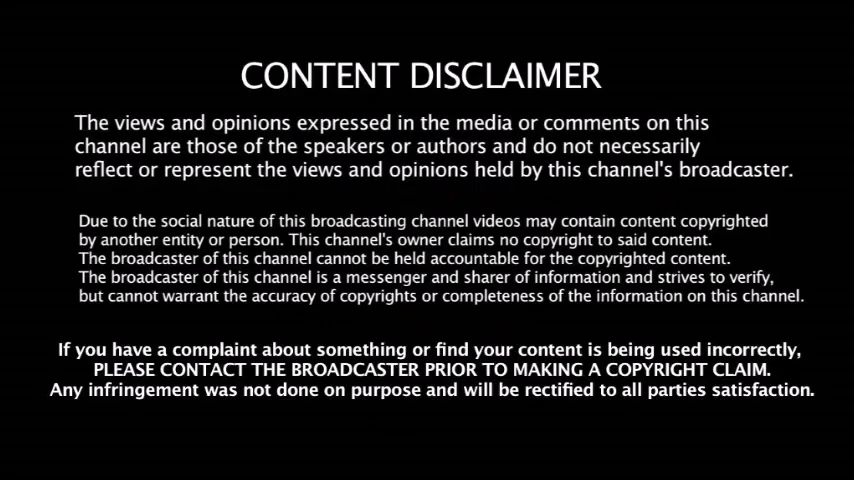 CONTENT DISCLAIMER
The views and opinions expressed in the media or comments on this
channel are those of the speakers or authors and do not necessarily
reflect or represent the views and opinions held by this channel's broadcaster.
Due to the social nature of this broadcasting channel videos may contain content copyrighted
by another entity or person. This channel's owner claims no copyright to said content.
The broadcaster of this channel cannot be held accountable for the copyrighted content.
The broadcaster of this channel is a messenger and sharer of information and strives to verify,
but cannot warrant the accuracy of copyrights or completeness of the information on this channel.
If you have a complaint about something or find your content is being used incorrectly,
PLEASE CONTACT THE BROADCASTER PRIOR TO MAKING A COPYRIGHT CLAIM.
Any infringement was not done on purpose and will be rectified to all parties satisfaction.